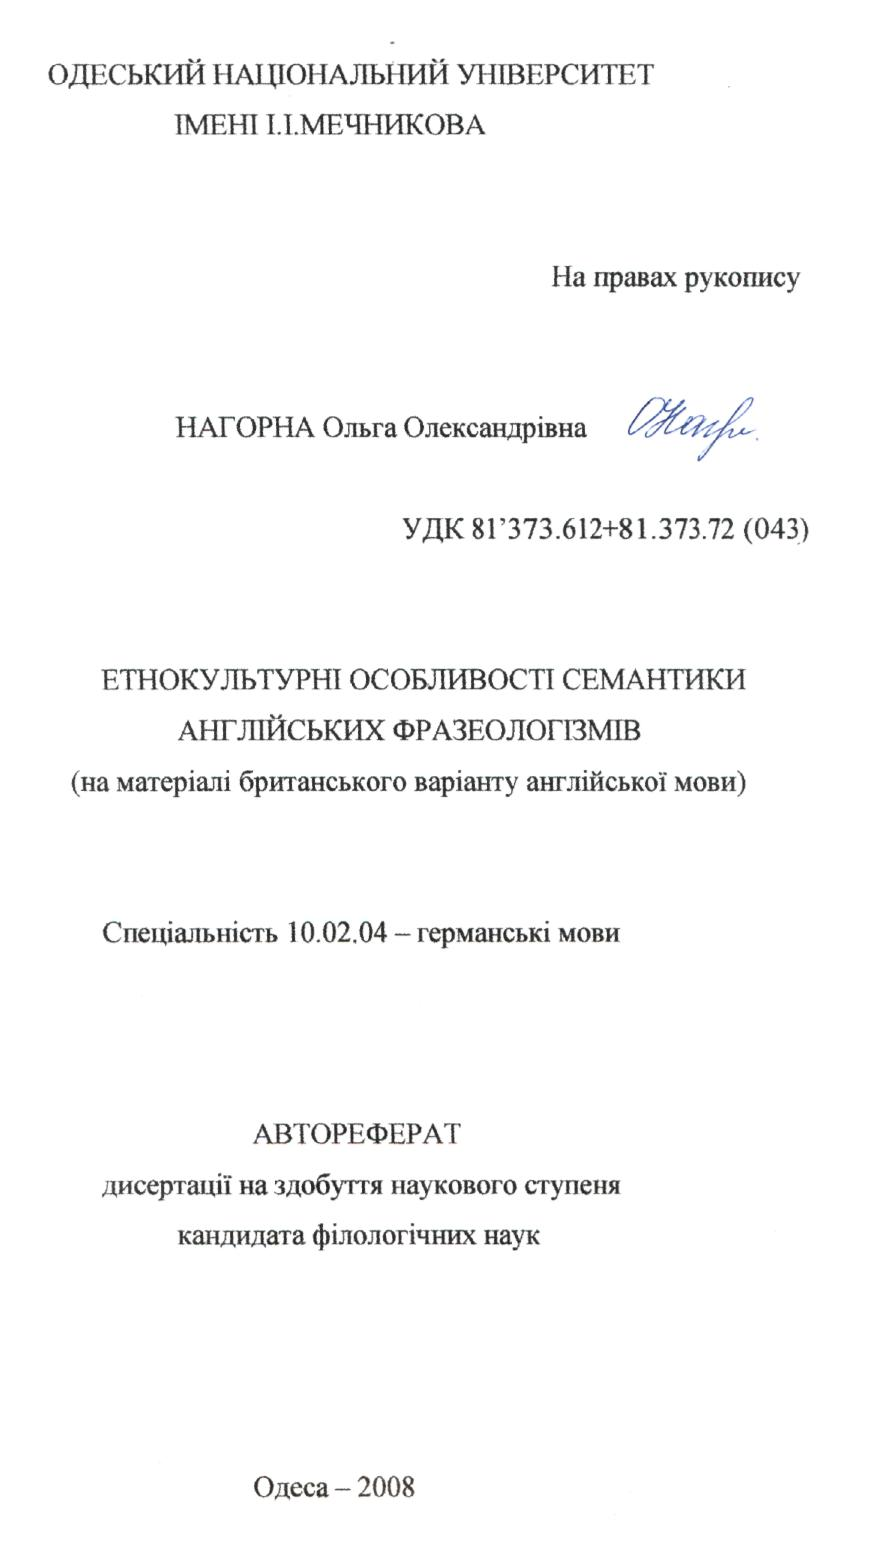 ОДЕСЬКИЙ НАЦІОНАЛЬНИЙ УНІВЕРСИТЕТ
ІМЕНІ І.І.МЕЧНИКОВА
На правах рукопису
НАГОРНА Ольга Олександрівна
УДК 81’373.612+81.373.72 (043)
ЕТНОКУЛЬТУРНІ ОСОБЛИВОСТІ СЕМАНТИКИ
АНГЛІЙСЬКИХ ФРАЗЕОЛОГІЗМІВ
(на матеріалі британського варіанту англійської мови)
Спеціальність 10.02.04 – германські мови
АВТОРЕФЕРАТ
дисертації на здобуття наукового ступеня
кандидата філологічних наук
Одеса – 2008